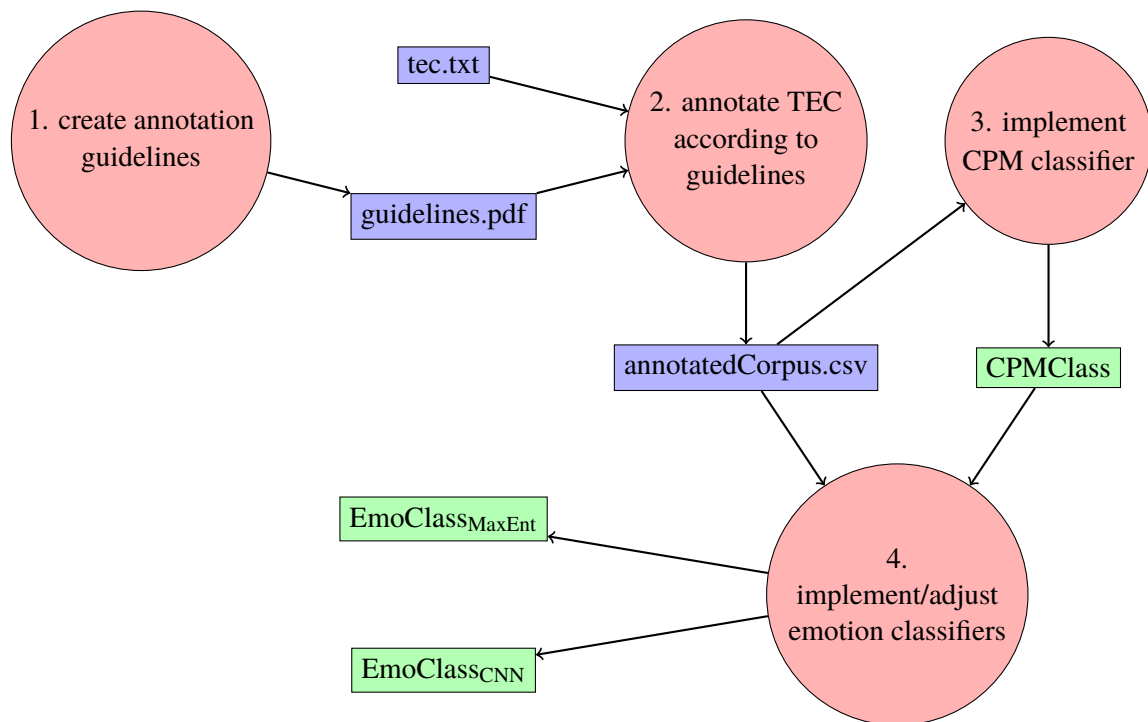 1. create annotation
guidelines
tec.txt
guidelines.pdf
2. annotate TEC
according to
guidelines
3. implement
CPM classifier
annotatedCorpus.csv
CPMClass
EmoClassMaxEnt
EmoClassCNN
4.
implement/adjust
emotion classifiers